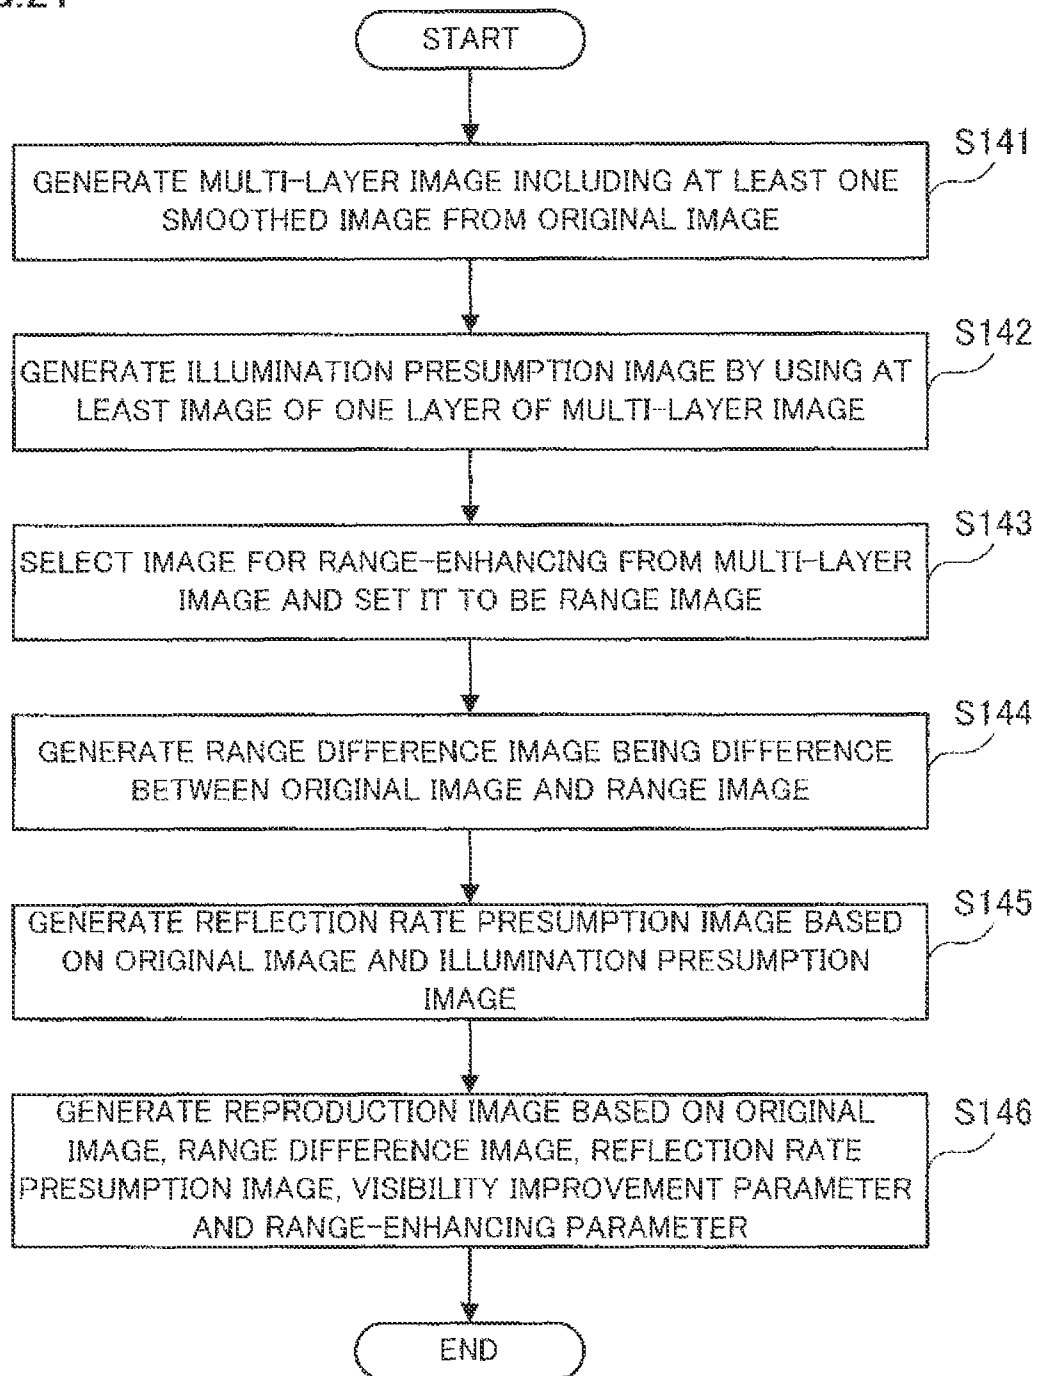 START
S141
GENERATE MULTI-LAYER IMAGE INCLUDING AT LEAST ONE
SMOOTHED IMAGE FROM ORIGINAL IMAGE
S142
GENERATE ILLUMINATION PRESUMPTION IMAGE BY USING AT
LEAST IMAGE OF ONE LAYER OF MULTI-LAYER IMAGE
S143
SELECT IMAGE FOR RANGE-ENHANCING FROM MULTI-LAYER
IMAGE AND SET IT TO BE RANGE IMAGE
S144
GENERATE RANGE DIFFERENCE IMAGE BEING DIFFERENCE
BETWEEN ORIGINAL IMAGE AND RANGE IMAGE
S145
GENERATE REFLECTION RATE PRESUMPTION IMAGE BASED
ON ORIGINAL IMAGE AND ILLUMINATION PRESUMPTION
IMAGE
S146
GENERATE REPRODUCTION IMAGE BASED ON ORIGINAL
IMAGE, RANGE DIFFERENCE IMAGE, REFLECTION RATE
PRESUMPTION IMAGE, VISIBILITY IMPROVEMENT PARAMETER
AND RANGE-ENHANCING PARAMETER
END